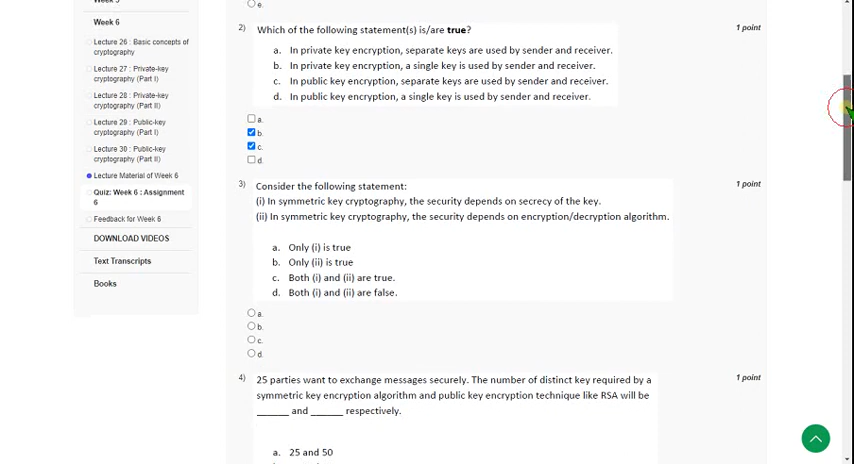 Week 6
Lecture 26 : Basic concepts of
cryptography
Lecture 27 : Private-key
cryptography (Part I)
Lecture 28 : Private-key
cryptography (Part II)
Lecture 29 : Public-key
cryptography (Part I)
Lecture 30 : Public-key
cryptography (Part II)
Lecture Material of Week 6
Quiz: Week 6 : Assignment
6
Feedback for Week 6
DOWNLOAD VIDEOS
Text Transcripts
Books
e.
2) Which of the following statement(s) is/are true? 1 point
a. In private key encryption, separate keys are used by sender and receiver.
b. In private key encryption, a single key is used by sender and receiver.
c. In public key encryption, separate keys are used by sender and receiver.
d. In public key encryption, a single key is used by sender and receiver.
a.
b.
c.
d.
3) Consider the following statement: 1 point
(i) In symmetric key cryptography, the security depends on secrecy of the key.
(ii) In symmetric key cryptography, the security depends on encryption/decryption algorithm.
a. Only (i) is true
b. Only (ii) is true
c. Both (i) and (ii) are true.
d. Both (i) and (ii) are false.
a.
b.
c.
d.
4) 25 parties want to exchange messages securely. The number of distinct key required by a 1 point
symmetric key encryption algorithm and public key encryption technique like RSA will be
______ and ______ respectively.
a. 25 and 50